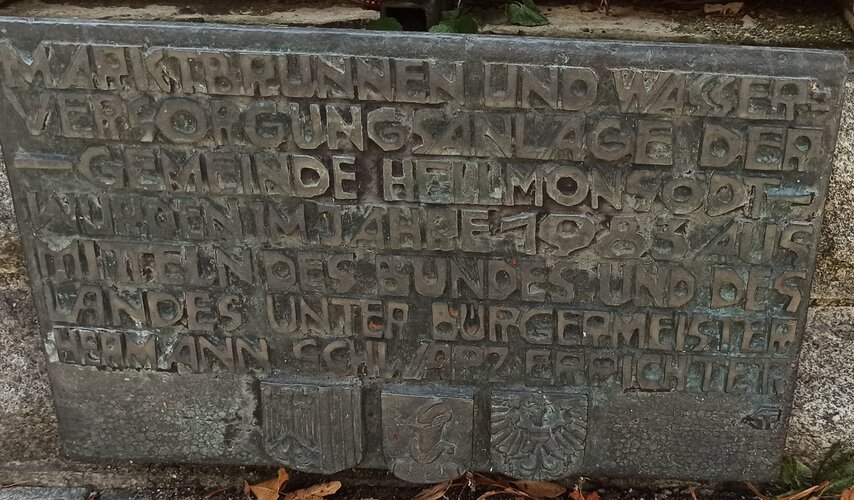 MARKTBRUNNEN UND WASSER-
VERSORGUNGSANLAGE DER
- GEMEINDE HELLMONSÖDT -
WURDEN IM JAHRE 1983 AUS
MITTELN DES BUNDES UND DES
LANDES UNTER BÜRGERMEISTER
HERMANN SCHWARZ ERRICHTET